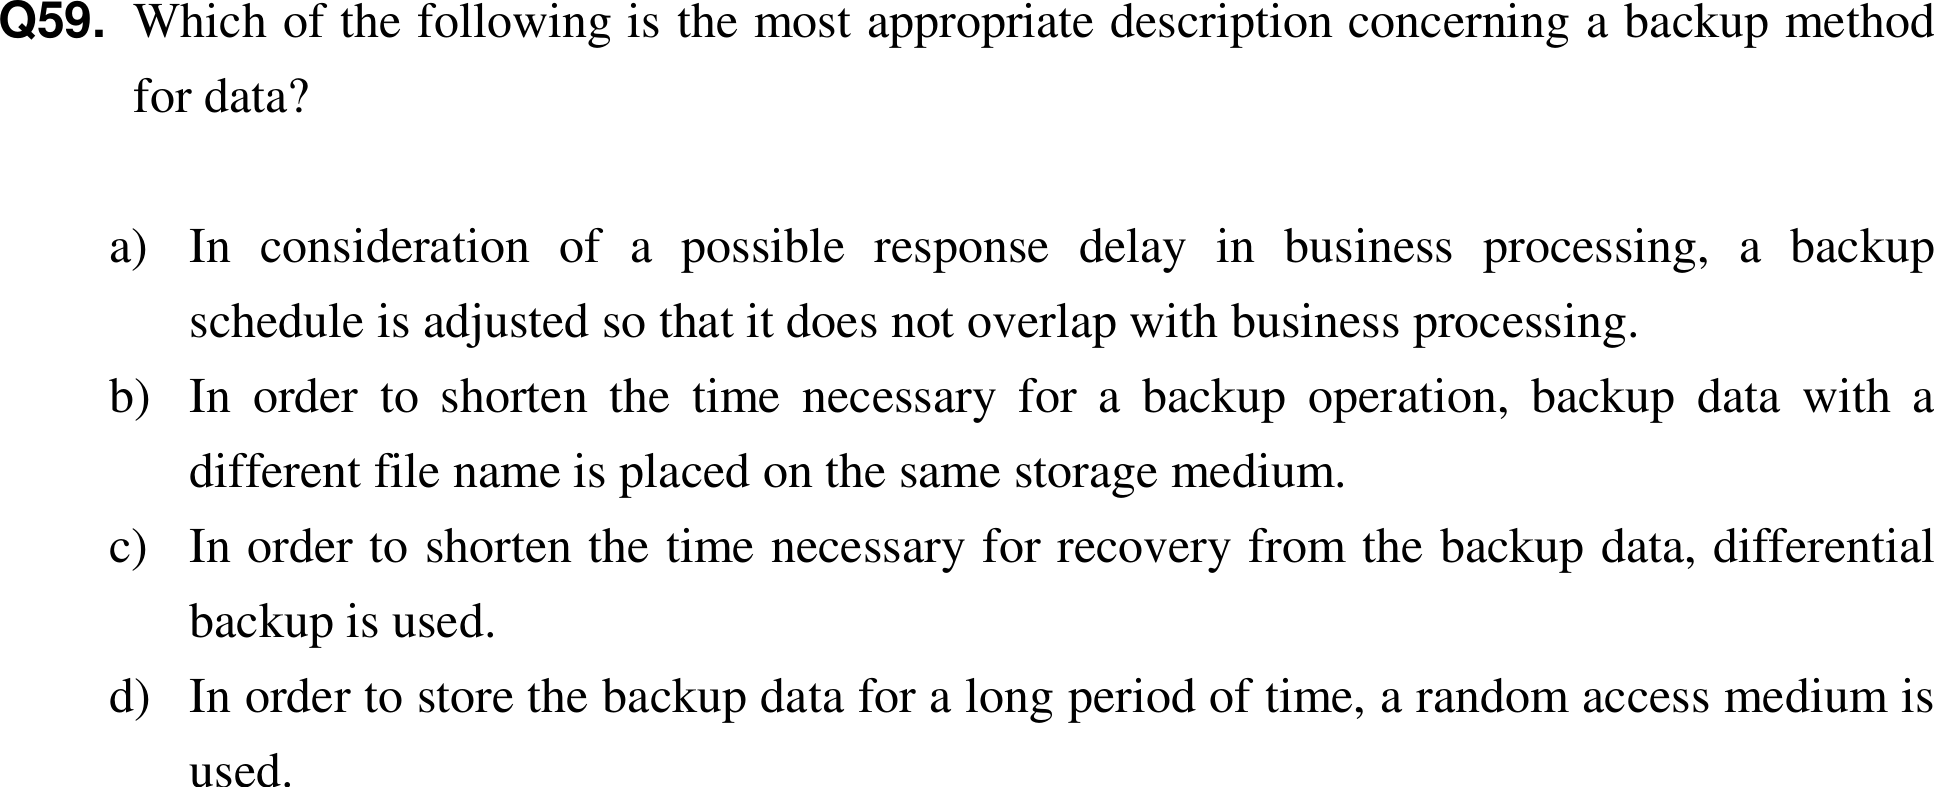 Q59. Which of the following is the most appropriate description concerning a backup method
for data?
a) In consideration of a possible response delay in business processing, a backup
schedule is adjusted so that it does not overlap with business processing.
b) In order to shorten the time necessary for a backup operation, backup data with a
different file name is placed on the same storage medium.
c) In order to shorten the time necessary for recovery from the backup data, differential
backup is used.
d) In order to store the backup data for a long period of time, a random access medium is
used.